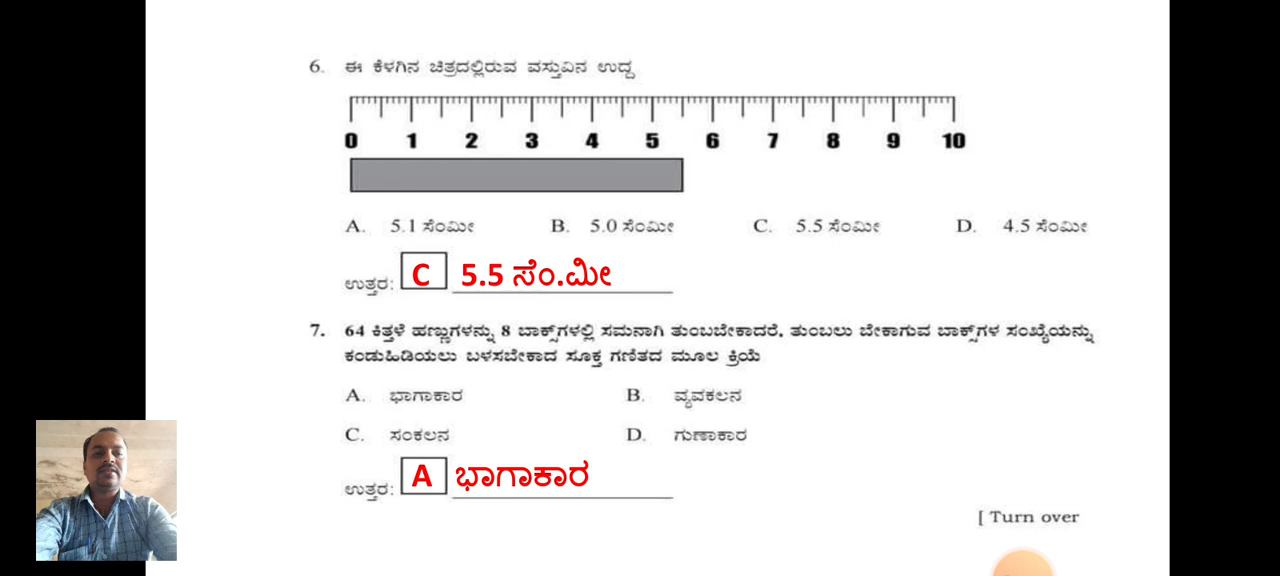 6. ಈ ಕೆಳಗಿನ ಚಿತ್ರದಲ್ಲಿರುವ ವಸ್ತುವಿನ ಉದ್ದ
0 1 2 3 4 5 6 7 8 9 10
A. 5.1 ಸೆಂಮೀ B. 5.0 ಸೆಂಮೀ C. 5.5 ಸೆಂಮೀ D. 4.5 ಸೆಂಮೀ
ಉತ್ತರ: C 5.5 ಸೆಂ.ಮೀ
7. 64 ಕಿತ್ತಳೆ ಹಣ್ಣುಗಳನ್ನು 8 ಬಾಕ್ಸ್‌ಗಳಲ್ಲಿ ಸಮನಾಗಿ ತುಂಬಬೇಕಾದರೆ, ತುಂಬಲು ಬೇಕಾಗುವ ಬಾಕ್ಸ್‌ಗಳ ಸಂಖ್ಯೆಯನ್ನು
ಕಂಡುಹಿಡಿಯಲು ಬಳಸಬೇಕಾದ ಸೂಕ್ತ ಗಣಿತದ ಮೂಲ ಕ್ರಿಯೆ
A. ಭಾಗಾಕಾರ B. ವ್ಯವಕಲನ
C. ಸಂಕಲನ D. ಗುಣಾಕಾರ
ಉತ್ತರ: A ಭಾಗಾಕಾರ
[ Turn over